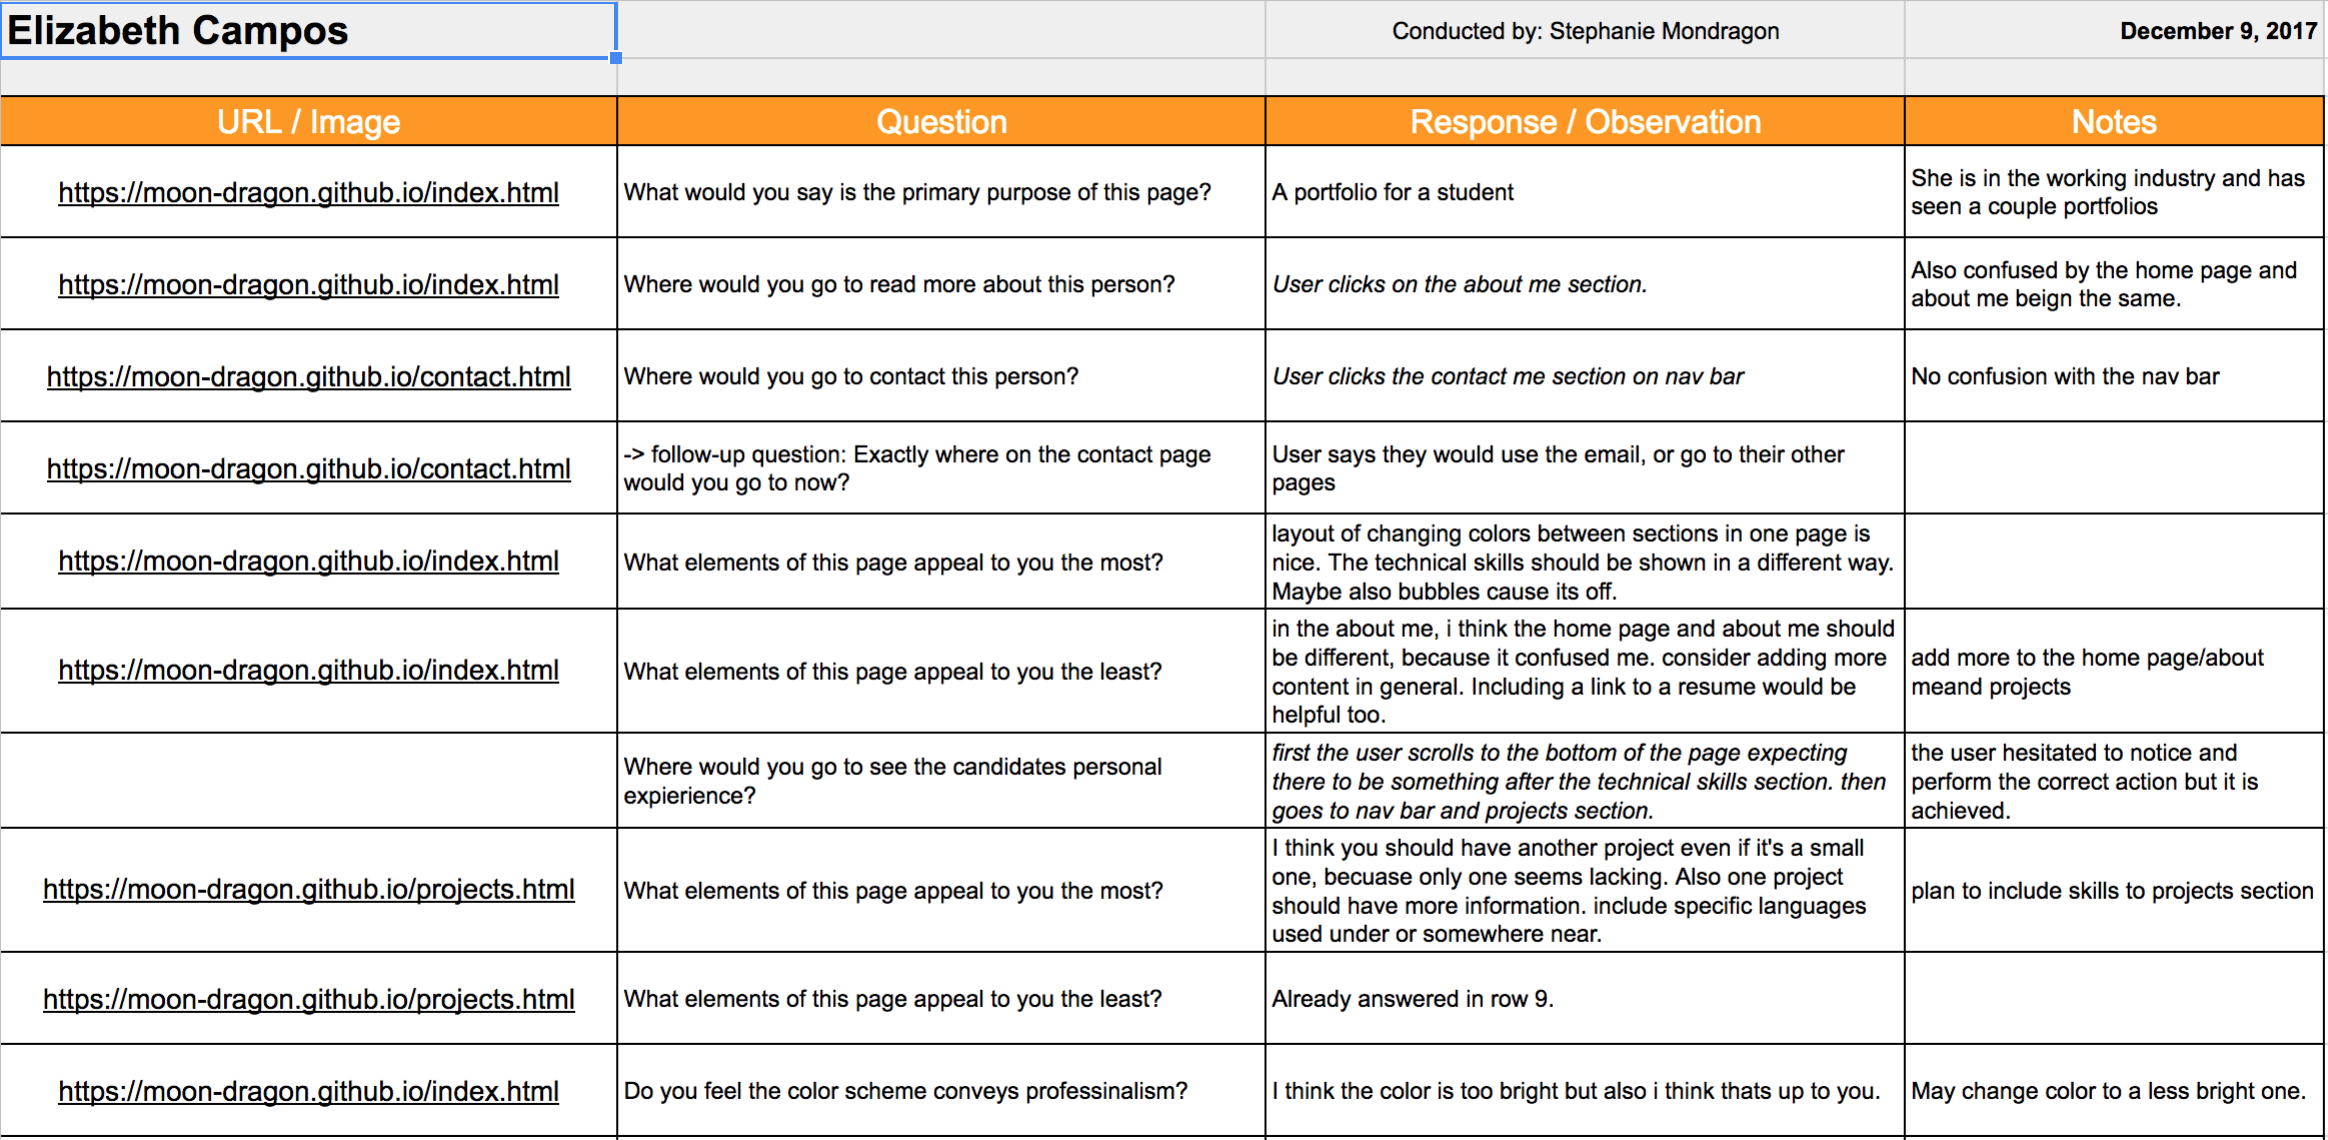 Elizabeth Campos
Conducted by: Stephanie Mondragon
December 9, 2017
URL / Image
Question
Response / Observation
Notes
https://moon-dragon.github.io/index.html
What would you say is the primary purpose of this page?
A portfolio for a student
She is in the working industry and has
seen a couple portfolios
https://moon-dragon.github.io/index.html
Where would you go to read more about this person?
User clicks on the about me section.
Also confused by the home page and
about me beign the same.
https://moon-dragon.github.io/contact.html
Where would you go to contact this person?
User clicks the contact me section on nav bar
No confusion with the nav bar
https://moon-dragon.github.io/contact.html
-> follow-up question: Exactly where on the contact page
would you go to now?
User says they would use the email, or go to their other
pages
https://moon-dragon.github.io/index.html
What elements of this page appeal to you the most?
layout of changing colors between sections in one page is
nice. The technical skills should be shown in a different way.
Maybe also bubbles cause its off.
https://moon-dragon.github.io/index.html
What elements of this page appeal to you the least?
in the about me, i think the home page and about me should
be different, because it confused me. consider adding more
content in general. Including a link to a resume would be
helpful too.
add more to the home page/about
meand projects
Where would you go to see the candidates personal
expierience?
first the user scrolls to the bottom of the page expecting
there to be something after the technical skills section. then
goes to nav bar and projects section.
the user hesitated to notice and
perform the correct action but it is
achieved.
https://moon-dragon.github.io/projects.html
What elements of this page appeal to you the most?
I think you should have another project even if it's a small
one, becuase only one seems lacking. Also one project
should have more information. include specific languages
used under or somewhere near.
plan to include skills to projects section
https://moon-dragon.github.io/projects.html
What elements of this page appeal to you the least?
Already answered in row 9.
https://moon-dragon.github.io/index.html
Do you feel the color scheme conveys professinalism?
I think the color is too bright but also i think thats up to you.
May change color to a less bright one.